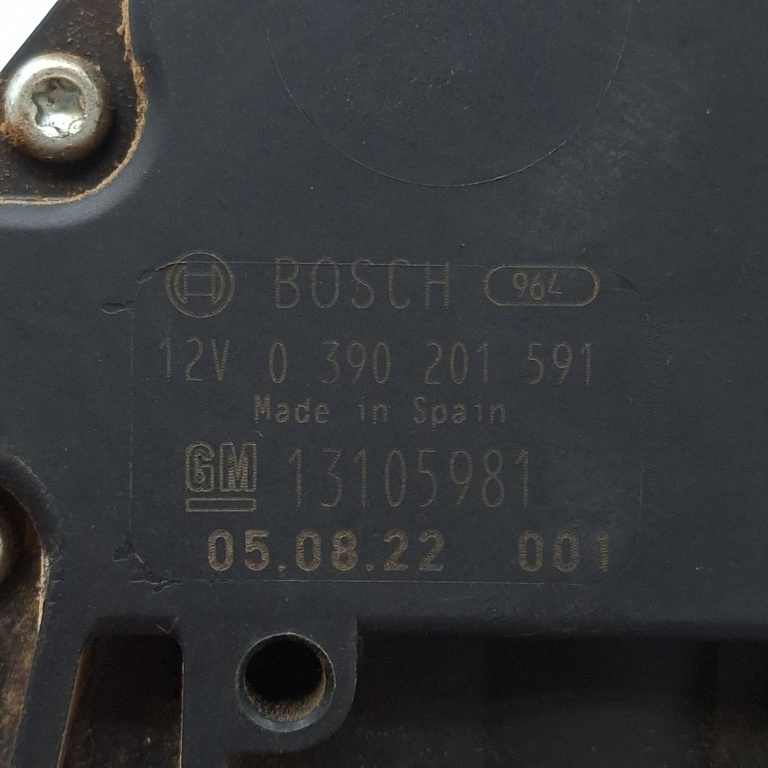 BOSCH 964
12V 0 390 201 591
Made in Spain
GM 13105981
05.08.22 001